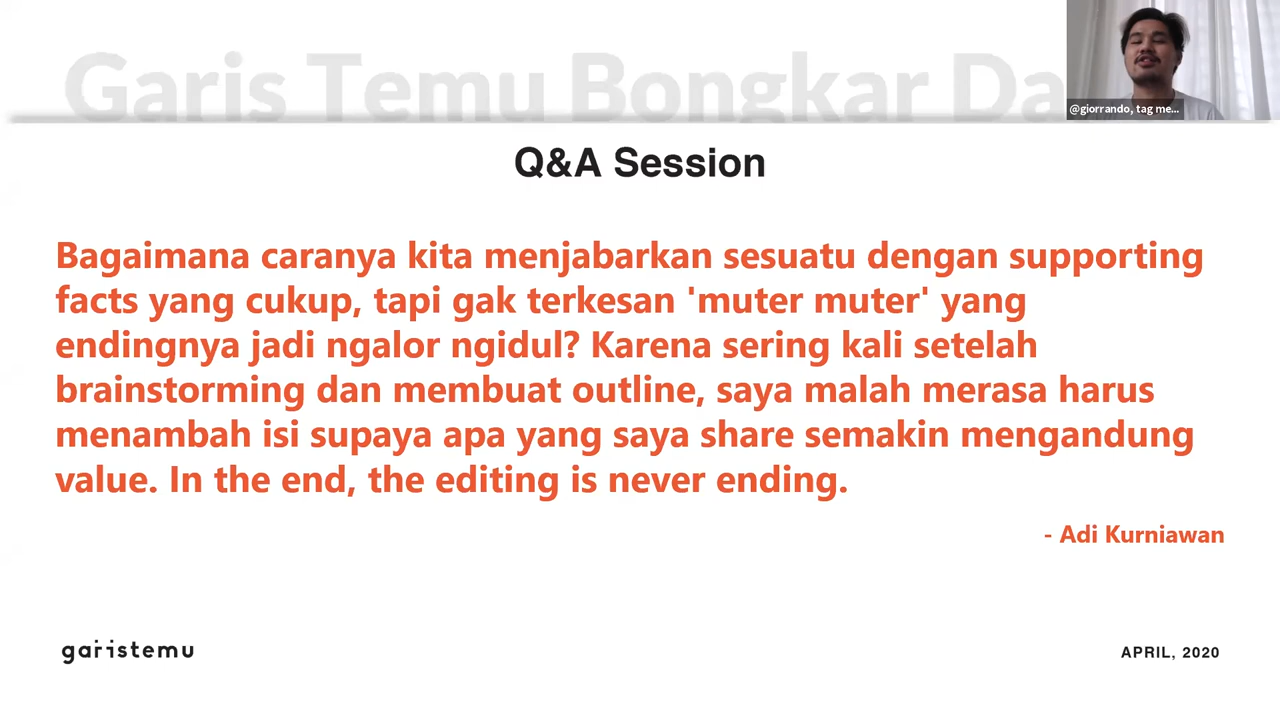 Garis Temu Bongkar Da
@giorrando, tag me...
Q&A Session
Bagaimana caranya kita menjabarkan sesuatu dengan supporting
facts yang cukup, tapi gak terkesan 'muter muter' yang
endingnya jadi ngalor ngidul? Karena sering kali setelah
brainstorming dan membuat outline, saya malah merasa harus
menambah isi supaya apa yang saya share semakin mengandung
value. In the end, the editing is never ending.
- Adi Kurniawan
garistemu
APRIL, 2020